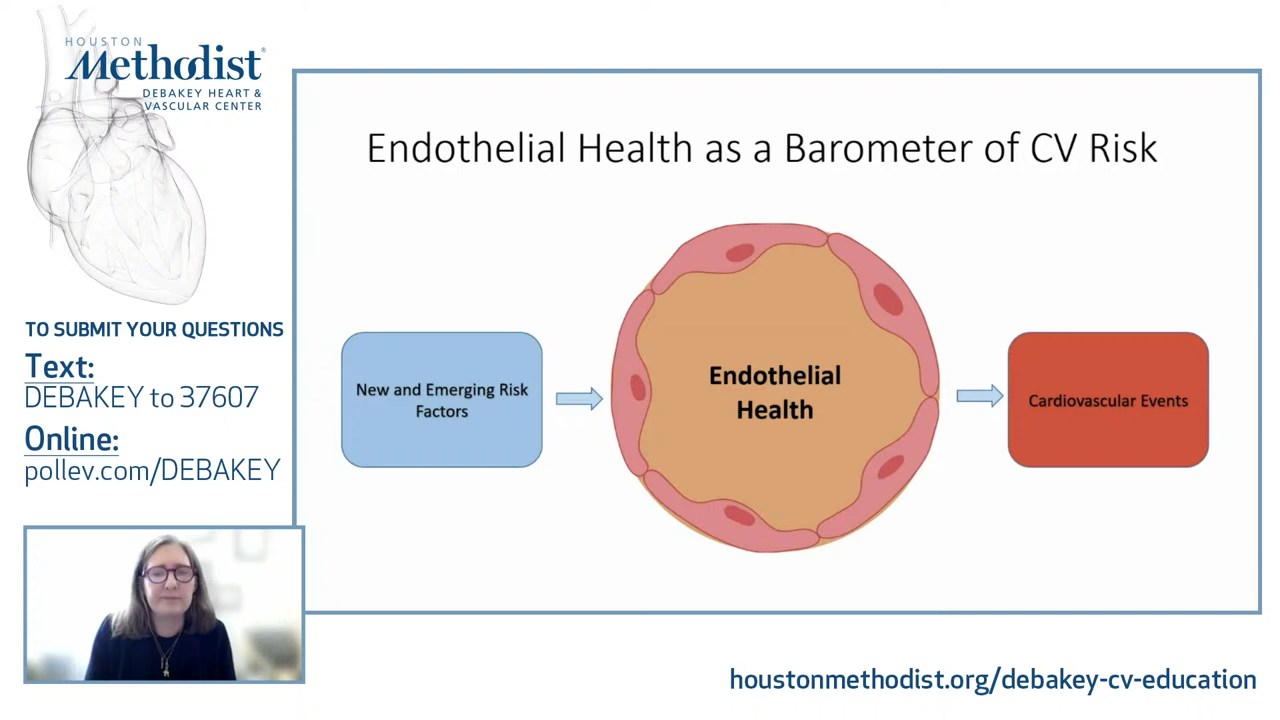 HOUSTON
Methodist®
DEBAKEY HEART &
VASCULAR CENTER
TO SUBMIT YOUR QUESTIONS
Text:
DEBAKEY to 37607
Online:
pollev.com/DEBAKEY
Endothelial Health as a Barometer of CV Risk
New and Emerging Risk
Factors
Endothelial
Health
Cardiovascular Events
houstonmethodist.org/debakey-cv-education